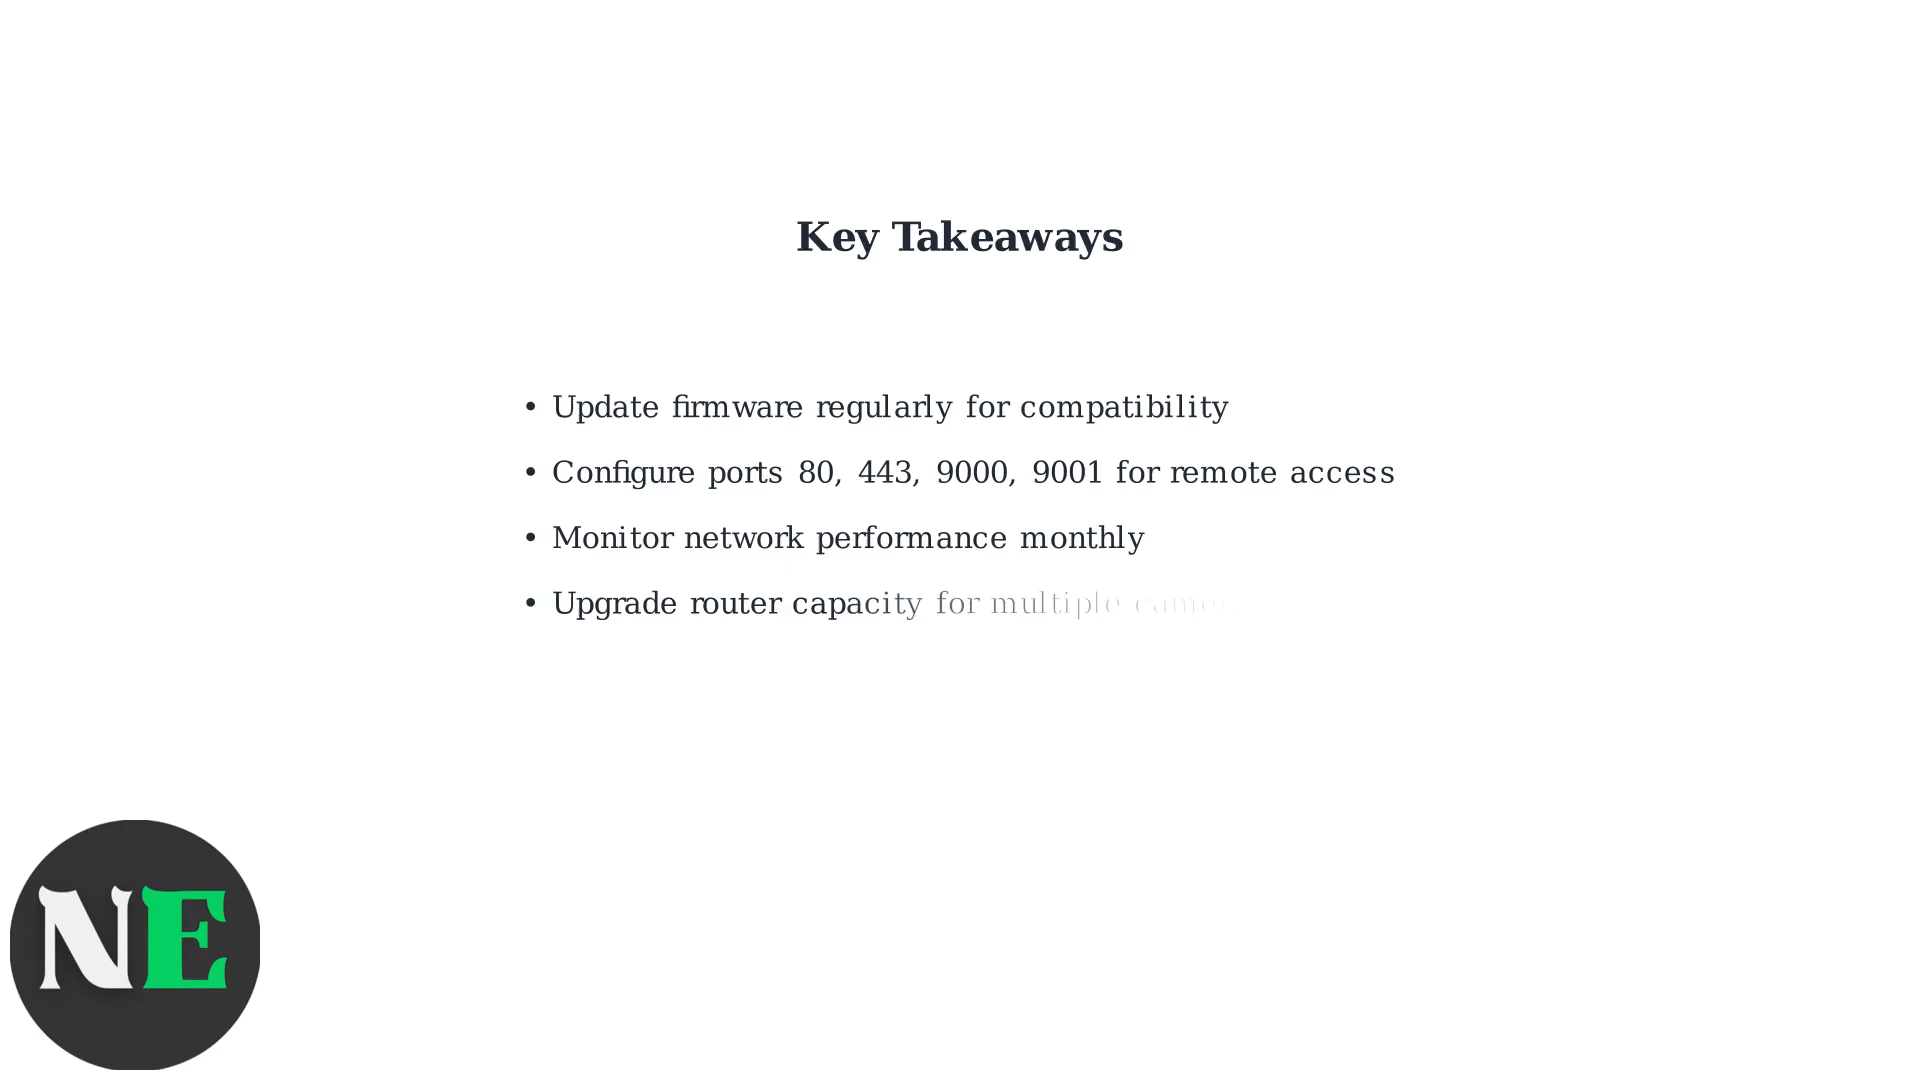 Key Takeaways
• Update firmware regularly for compatibility
• Configure ports 80, 443, 9000, 9001 for remote access
• Monitor network performance monthly
• Upgrade router capacity for multiple
NE